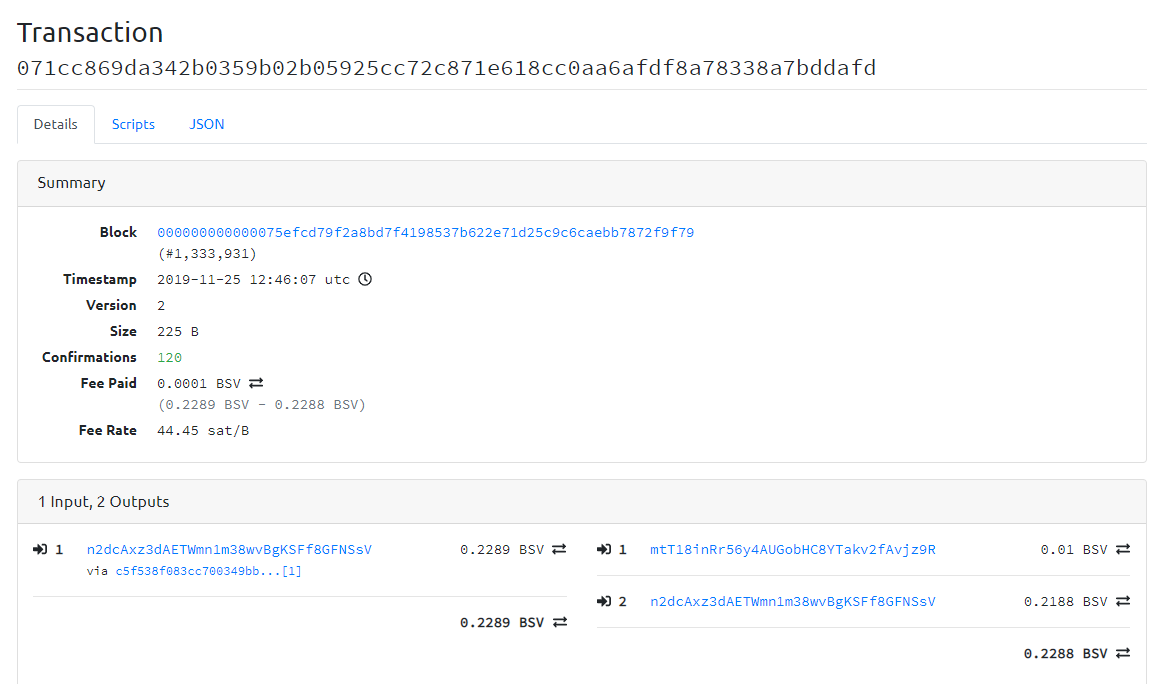 Transaction
071cc869da342b0359b02b05925cc72c871e618cc0aa6afdf8a78338a7bddafd
Details Scripts JSON
Summary
Block 000000000000075efcd79f2a8bd7f4198537b622e71d25c9c6caebb7872f9f79
(#1,333,931)
Timestamp 2019-11-25 12:46:07 utc
Version 2
Size 225 B
Confirmations 120
Fee Paid 0.0001 BSV
(0.2289 BSV - 0.2288 BSV)
Fee Rate 44.45 sat/B
1 Input, 2 Outputs
1 n2dcAxz3dAETWmn1m38wvBgKSFf8GFNSsV 0.2289 BSV
via c5f538f083cc700349bb...[1]
0.2289 BSV
1 mtT18inRr56y4AUGobHC8YTakv2fAvjz9R 0.01 BSV
2 n2dcAxz3dAETWmn1m38wvBgKSFf8GFNSsV 0.2188 BSV
0.2288 BSV